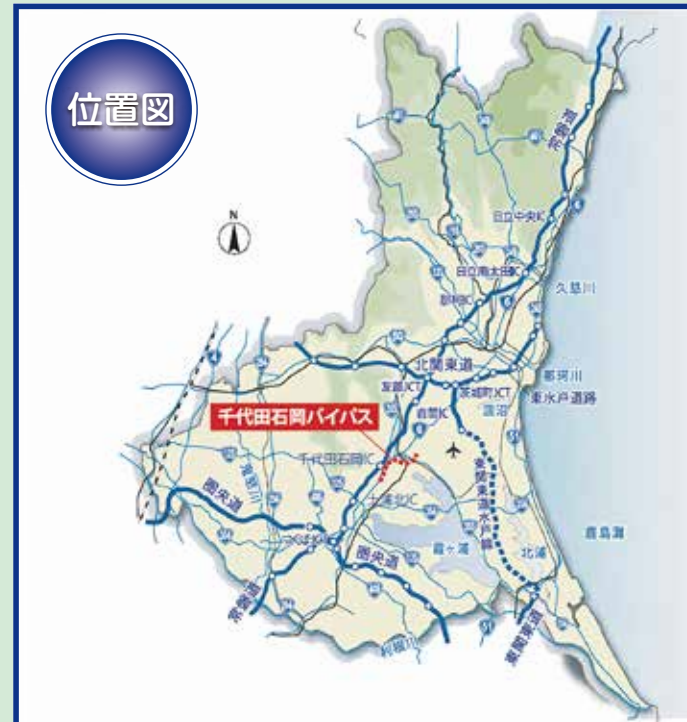 位置図
N
常磐道
日立中央IC
日立南太田IC
久慈川
那珂IC
那珂川
北関東道
友部JCT
茨城町JCT
東水戸道路
涸沼
岩間IC
千代田石岡バイパス
千代田石岡IC
鬼怒川
土浦北IC
圏央道
つくばJCT
圏央道
東関東道水戸線
霞ヶ浦
北浦
鹿島灘
常磐道
利根川
東関東道